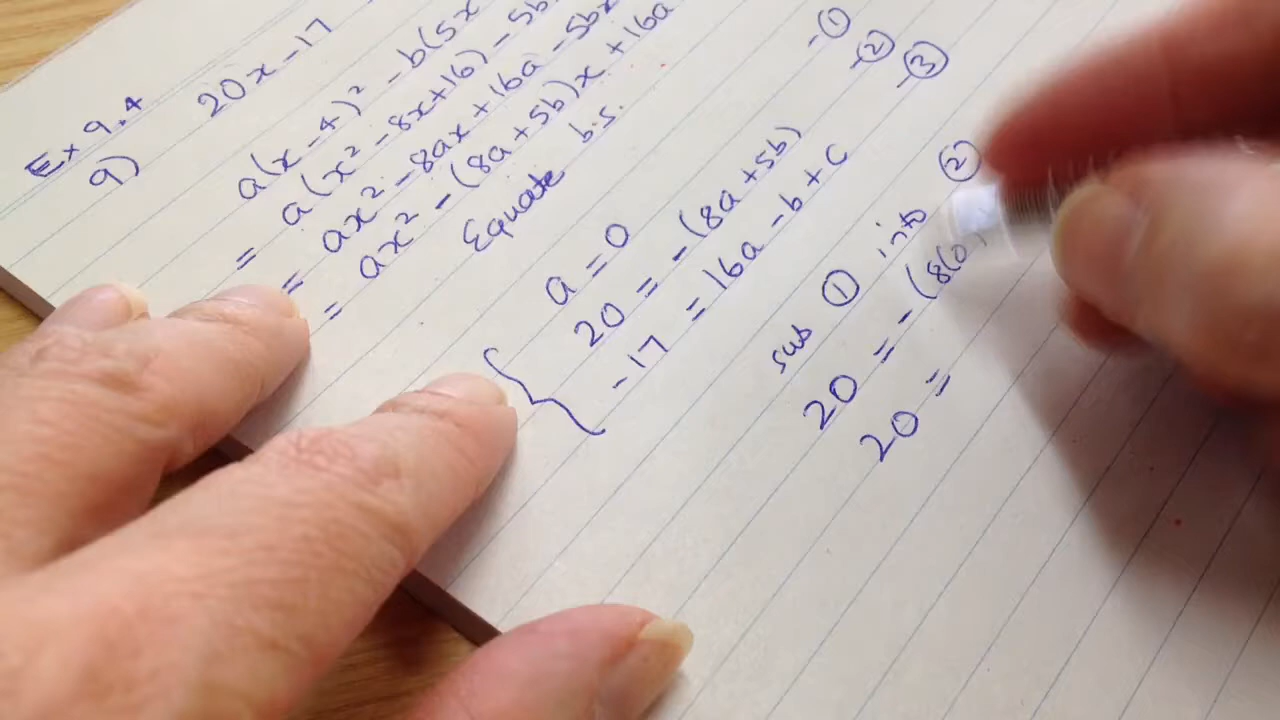 Ex 9.4
9) 20x - 17
a(x - 4)² - b(5x
= a(x² - 8x + 16) - 5b
= ax² - 8ax + 16a - 5bx
= ax² - (8a + 5b)x + 16a
Equate b.s.
a = 0 - ①
20 = -(8a + 5b) - ②
-17 = 16a - b + c - ③
sub ① into ②
20 = -(8(0)
20 =